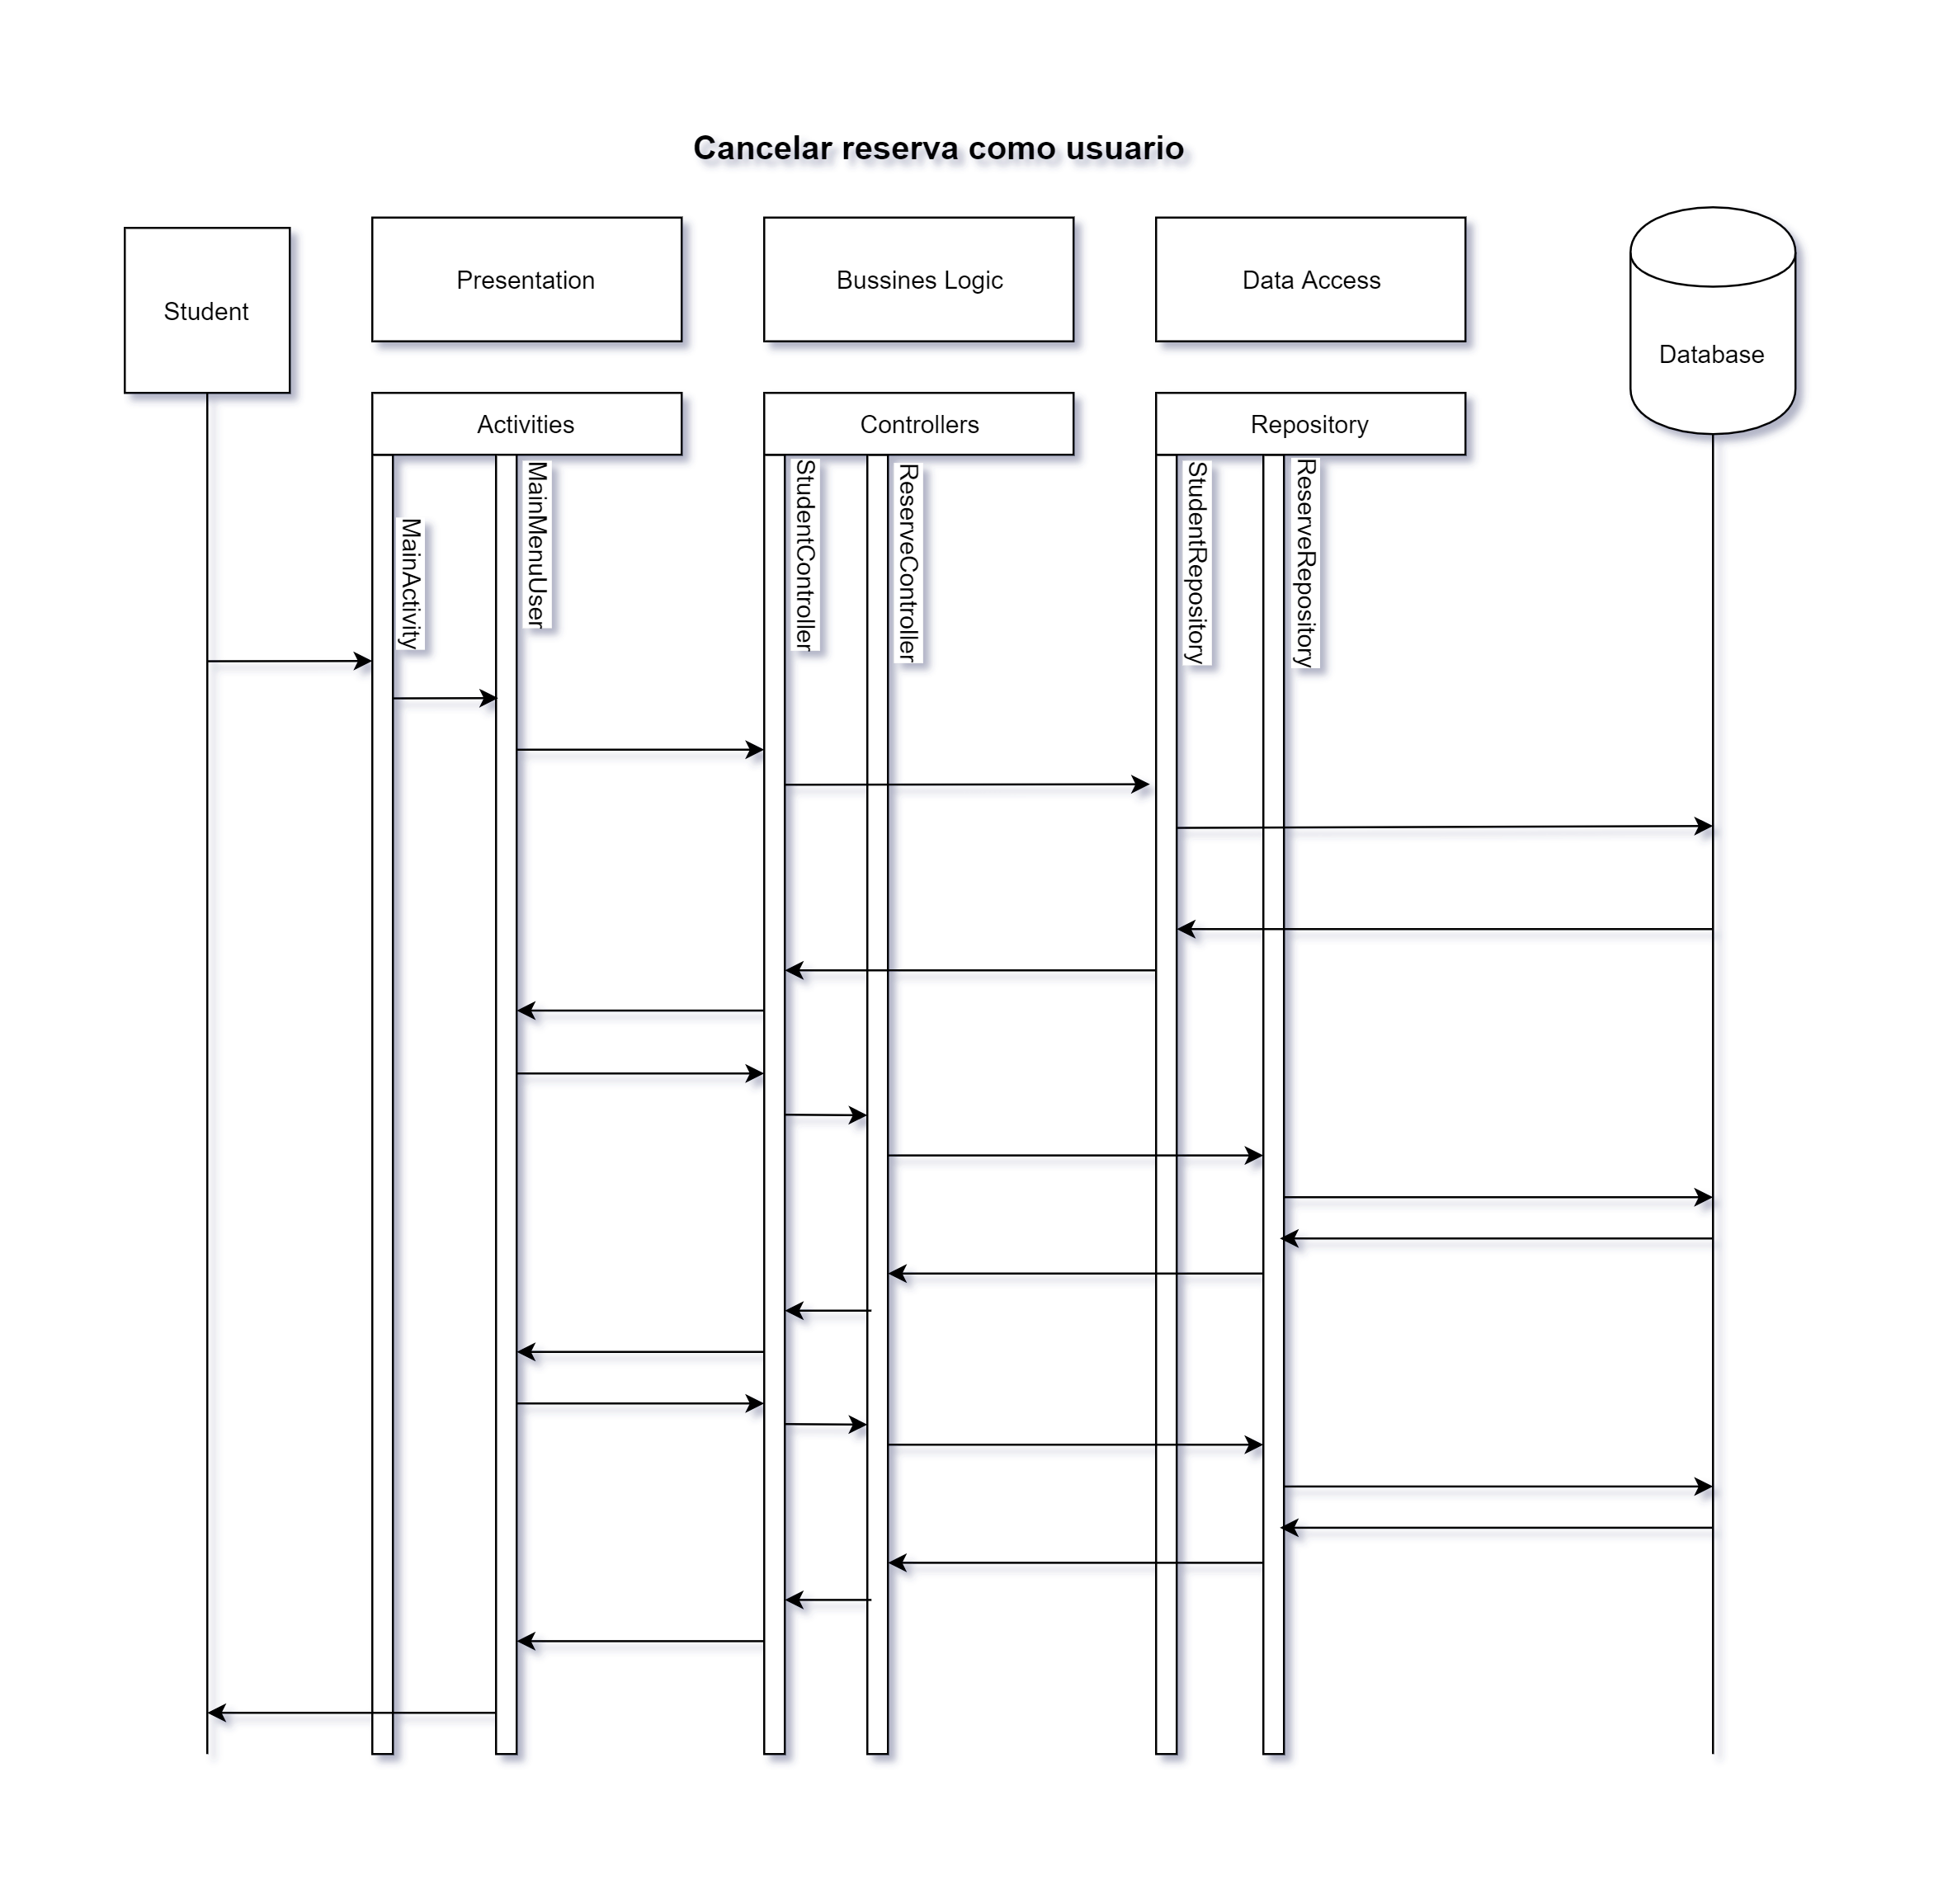 Cancelar reserva como usuario
Student
Presentation
Bussines Logic
Data Access
Database
Activities
Controllers
Repository
MainActivity
MainMenuUser
StudentController
ReserveController
StudentRepository
ReserveRepository